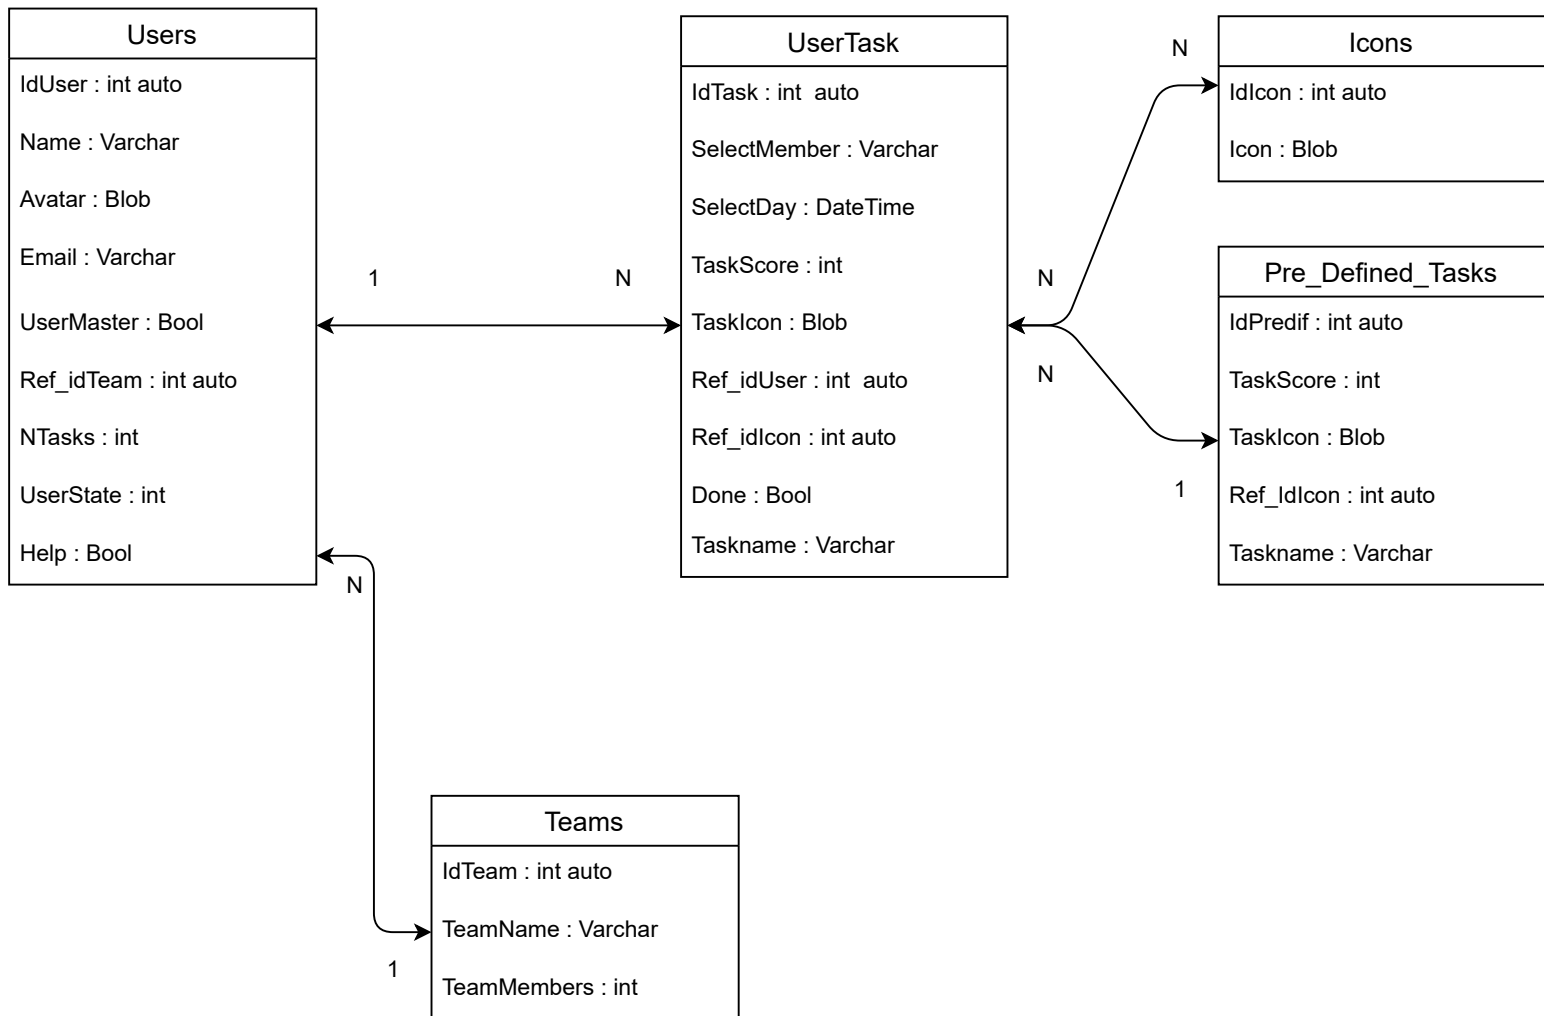 Users
IdUser : int auto
Name : Varchar
Avatar : Blob
Email : Varchar
UserMaster : Bool
Ref_idTeam : int auto
NTasks : int
UserState : int
Help : Bool
1
N
UserTask
IdTask : int  auto
SelectMember : Varchar
SelectDay : DateTime
TaskScore : int
TaskIcon : Blob
Ref_idUser : int  auto
Ref_idIcon : int auto
Done : Bool
Taskname : Varchar
N
N
Icons
IdIcon : int auto
Icon : Blob
N
1
Pre_Defined_Tasks
IdPredif : int auto
TaskScore : int
TaskIcon : Blob
Ref_IdIcon : int auto
Taskname : Varchar
N
1
Teams
IdTeam : int auto
TeamName : Varchar
TeamMembers : int